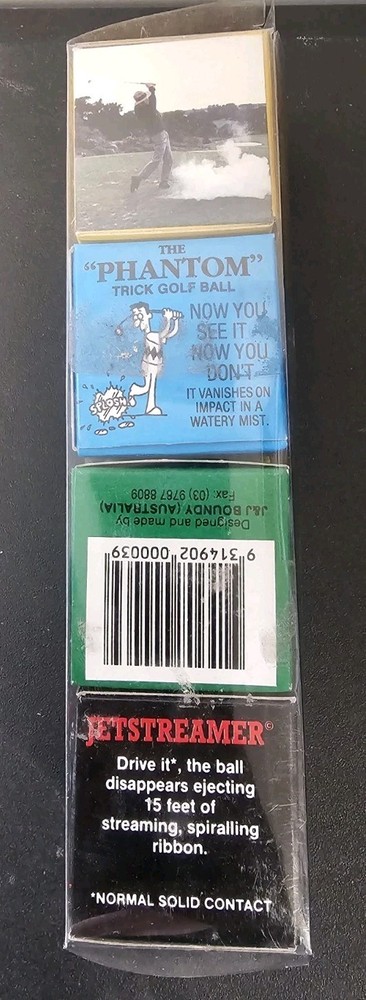 THE
"PHANTOM"
TRICK GOLF BALL
NOW YOU
SEE IT -
NOW YOU
DON'T
IT VANISHES ON
IMPACT IN A
WATERY MIST.
SPLOSH!
Designed and made by
J&J BOUNDY (AUSTRALIA)
Fax: (03) 9787 8809
9 314902 000039
JETSTREAMER©
Drive it*, the ball
disappears ejecting
15 feet of
streaming, spiralling
ribbon.
*NORMAL SOLID CONTACT